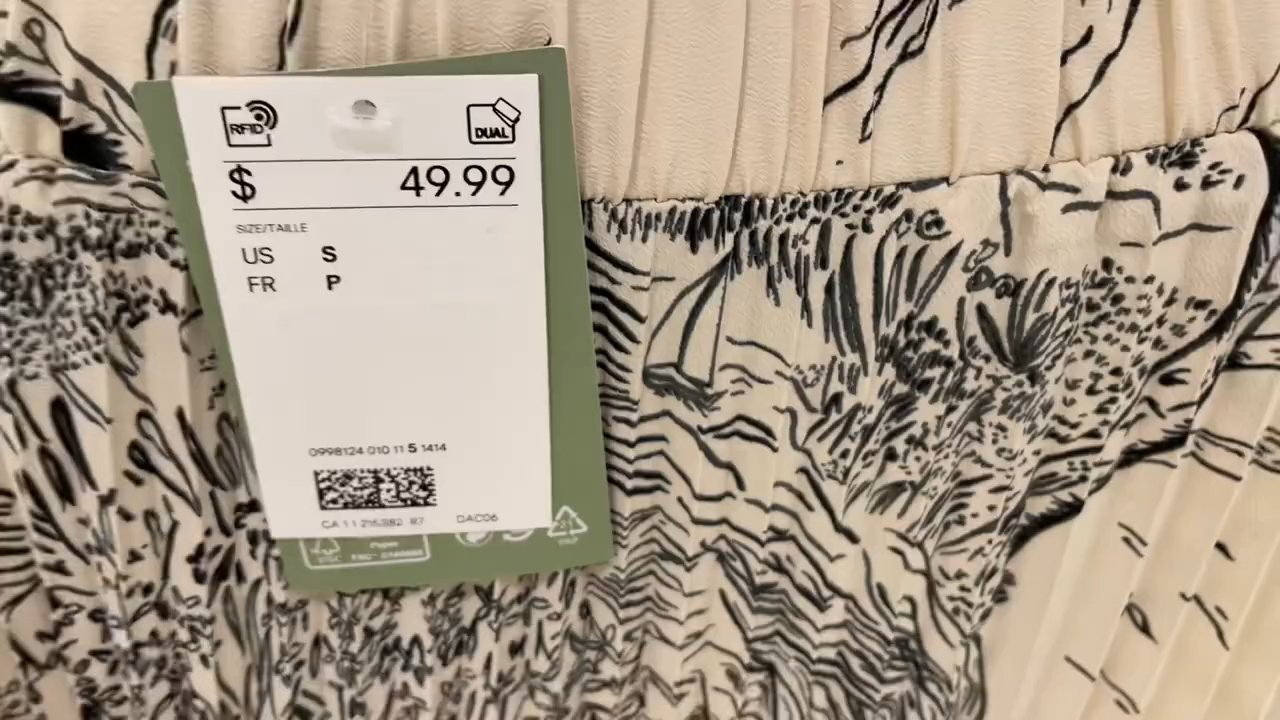 RFID
DUAL
$ 49.99
SIZE/TAILLE
US S
FR P
0998124 010 11 5 1414
DAC06